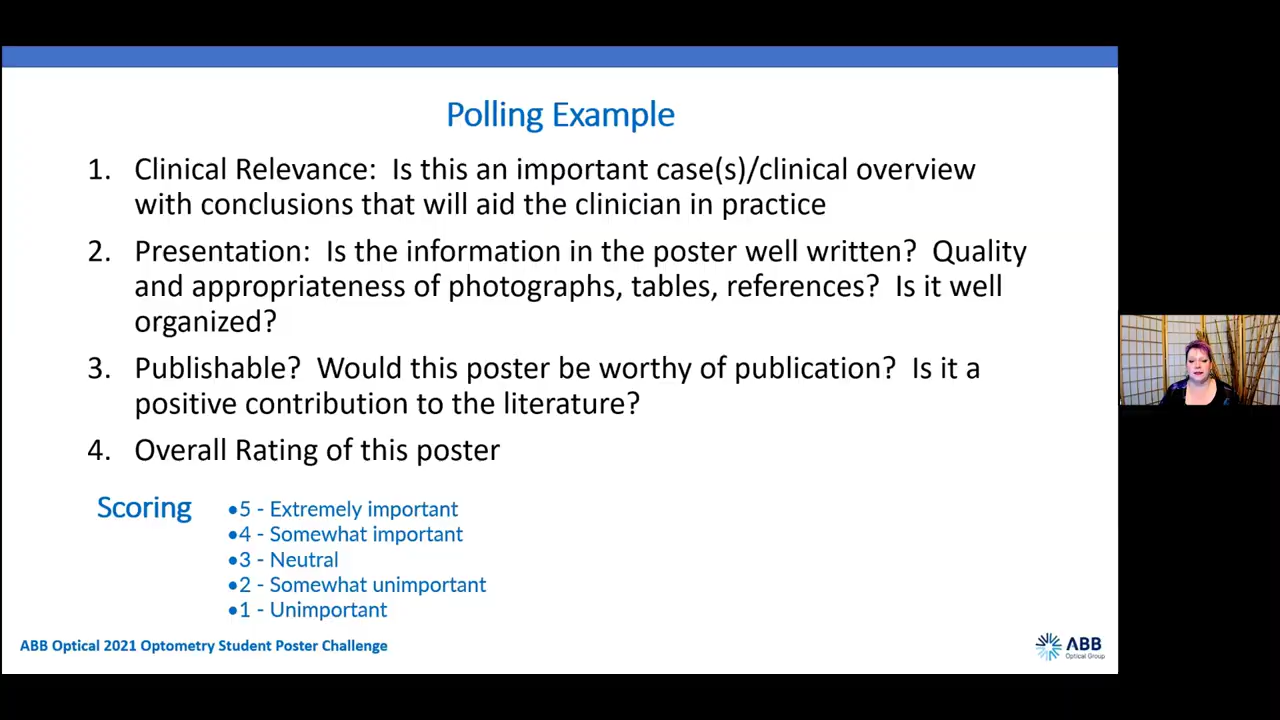 Polling Example
1. Clinical Relevance: Is this an important case(s)/clinical overview
with conclusions that will aid the clinician in practice
2. Presentation: Is the information in the poster well written? Quality
and appropriateness of photographs, tables, references? Is it well
organized?
3. Publishable? Would this poster be worthy of publication? Is it a
positive contribution to the literature?
4. Overall Rating of this poster
Scoring
•5 - Extremely important
•4 - Somewhat important
•3 - Neutral
•2 - Somewhat unimportant
•1 - Unimportant
ABB Optical 2021 Optometry Student Poster Challenge
ABB
Optical Group